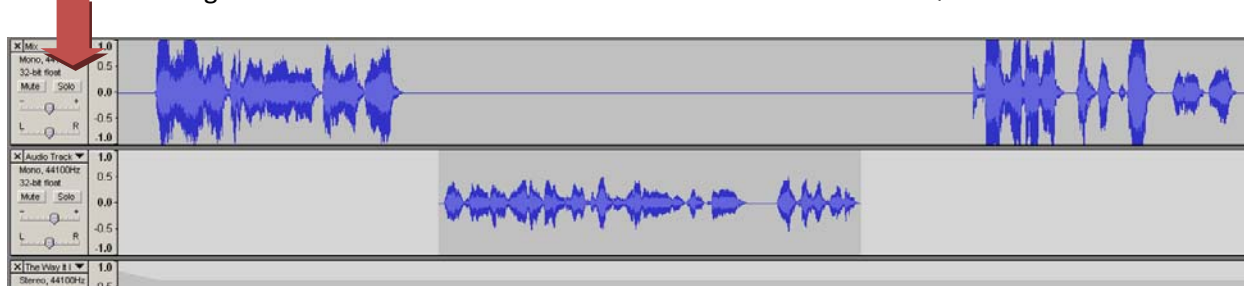 X Mix
1.0
Mono,
32-bit float
0.5
Mute Solo
0.0
- +
-0.5
L R
-1.0
X Audio Track ▼ 1.0
Mono, 44100Hz
32-bit float
0.5
Mute Solo
0.0
- +
-0.5
L R
-1.0
X The Way It I ▼ 1.0
Stereo, 44100Hz
0.5